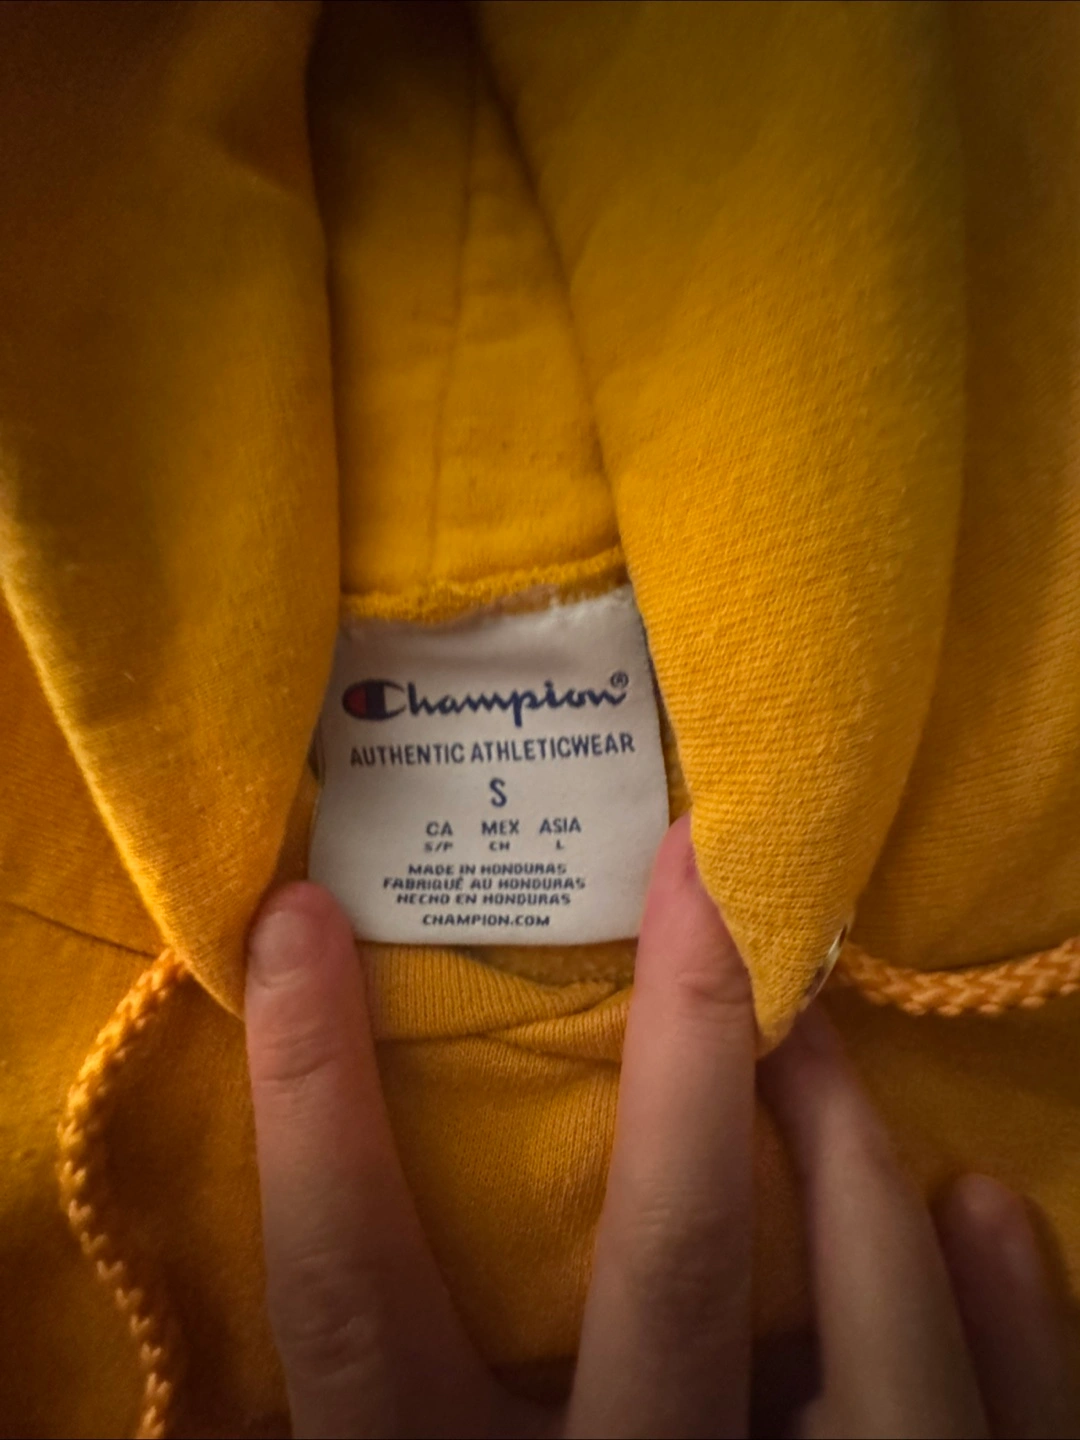 Champion®
AUTHENTIC ATHLETICWEAR
S
CA MEX ASIA
S/P CH L
MADE IN HONDURAS
FABRIQUÉ AU HONDURAS
HECHO EN HONDURAS
CHAMPION.COM